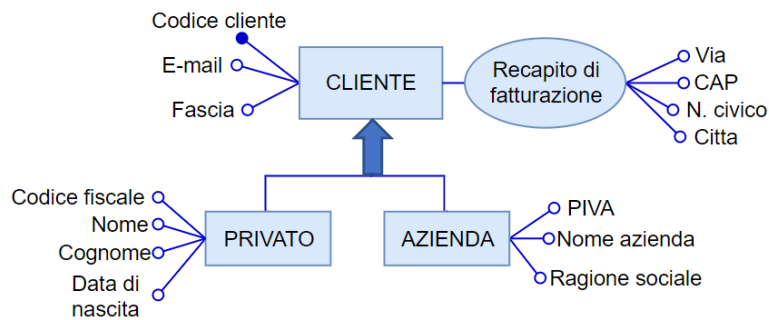 Codice cliente
E-mail
Fascia
CLIENTE
Recapito di
fatturazione
Via
CAP
N. civico
Citta
Codice fiscale
Nome
Cognome
Data di
nascita
PRIVATO
AZIENDA
PIVA
Nome azienda
Ragione sociale